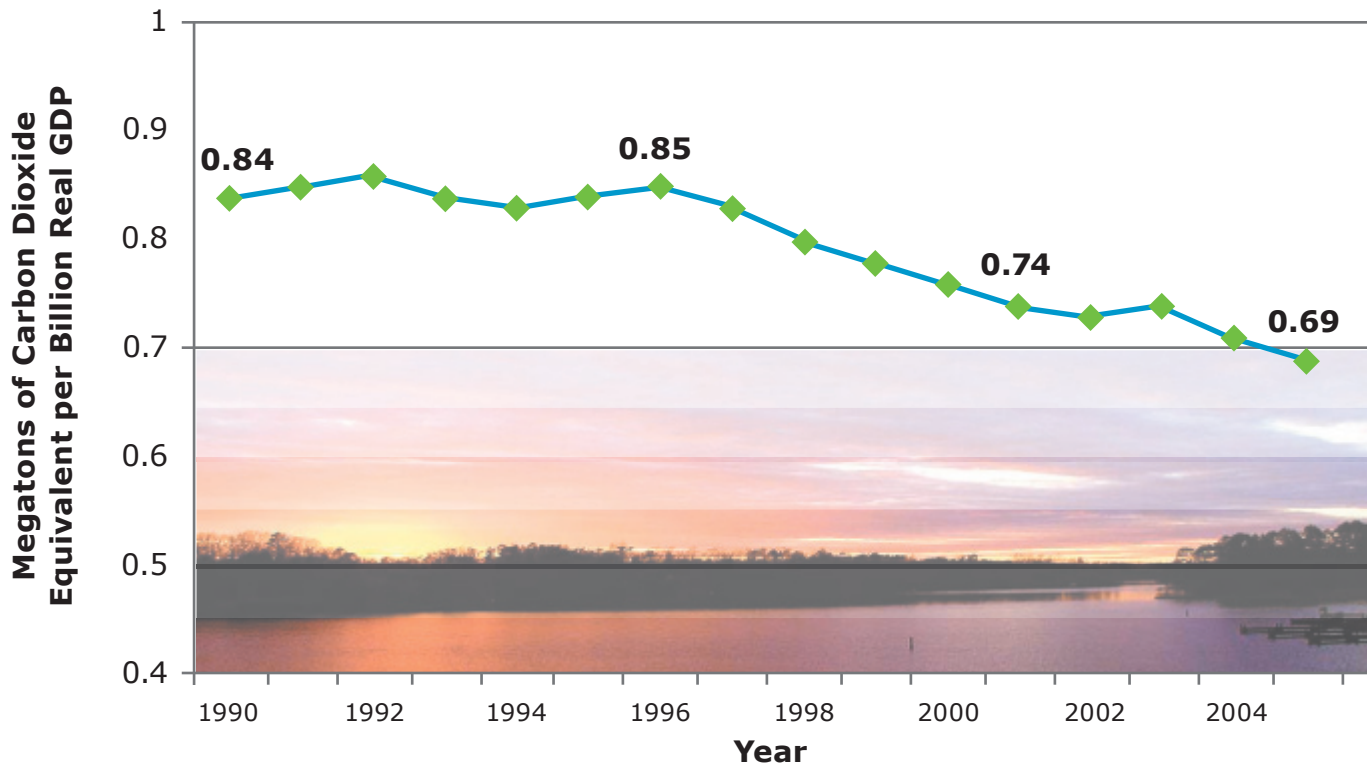 Megatons of Carbon Dioxide
Equivalent per Billion Real GDP
1
0.9
0.8
0.7
0.6
0.5
0.4
0.84
0.85
0.74
0.69
1990 1992 1994 1996 1998 2000 2002 2004
Year